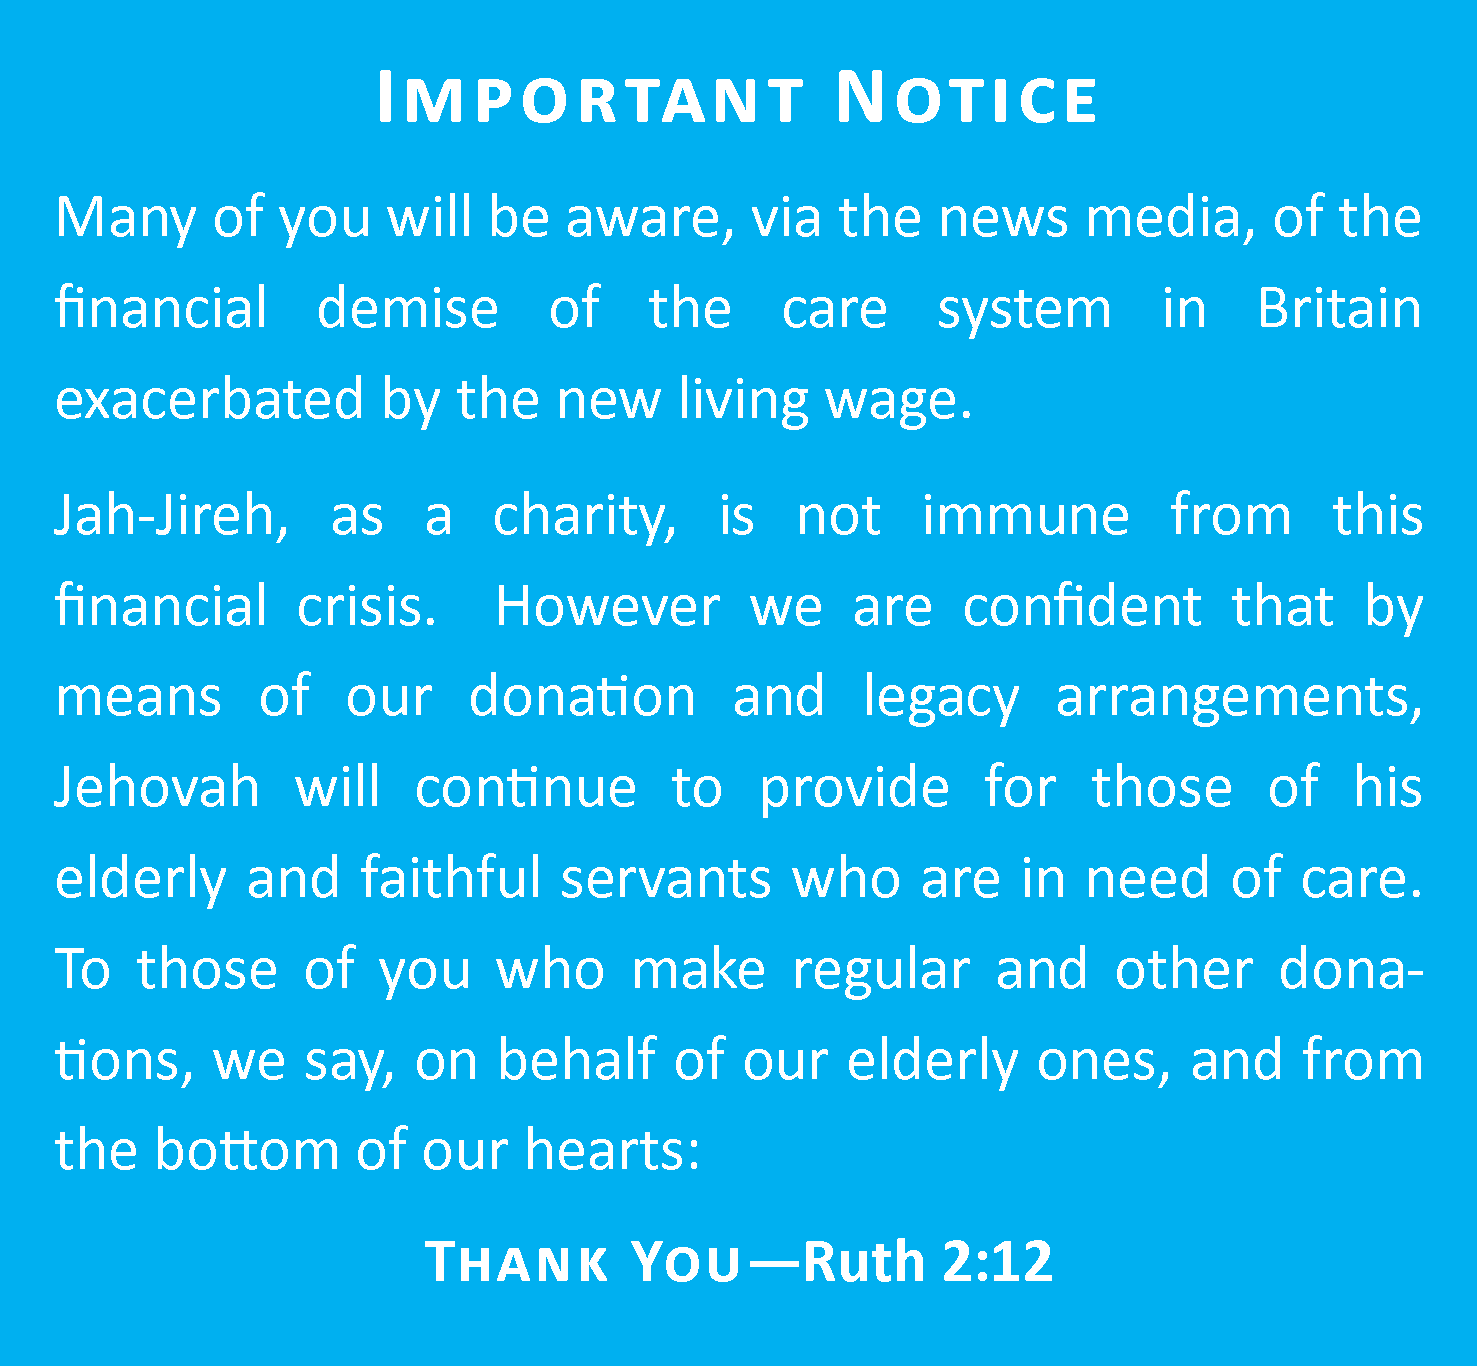 Important Notice
Many of you will be aware, via the news media, of the
financial demise of the care system in Britain
exacerbated by the new living wage.
Jah-Jireh, as a charity, is not immune from this
financial crisis. However we are confident that by
means of our donation and legacy arrangements,
Jehovah will continue to provide for those of his
elderly and faithful servants who are in need of care.
To those of you who make regular and other dona-
tions, we say, on behalf of our elderly ones, and from
the bottom of our hearts:
Thank You—Ruth 2:12